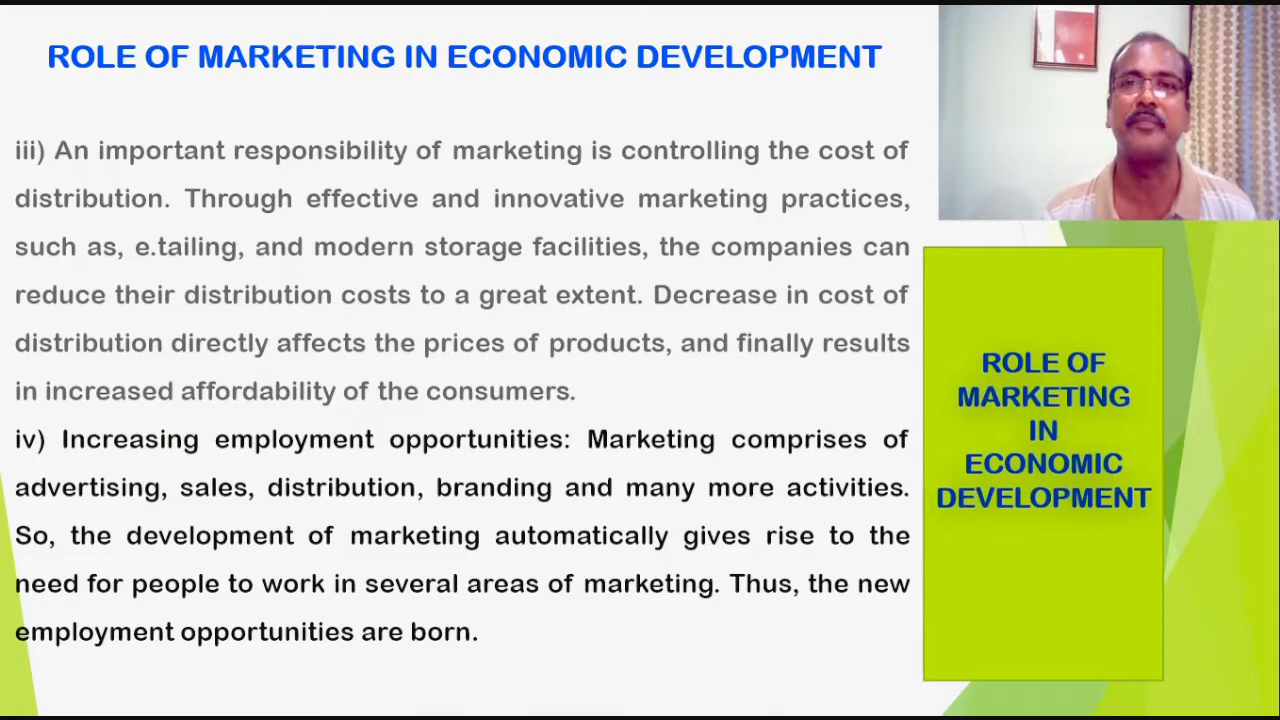 ROLE OF MARKETING IN ECONOMIC DEVELOPMENT
iii) An important responsibility of marketing is controlling the cost of
distribution. Through effective and innovative marketing practices,
such as, e.tailing, and modern storage facilities, the companies can
reduce their distribution costs to a great extent. Decrease in cost of
distribution directly affects the prices of products, and finally results
in increased affordability of the consumers.
iv) Increasing employment opportunities: Marketing comprises of
advertising, sales, distribution, branding and many more activities.
So, the development of marketing automatically gives rise to the
need for people to work in several areas of marketing. Thus, the new
employment opportunities are born.
ROLE OF
MARKETING
IN
ECONOMIC
DEVELOPMENT